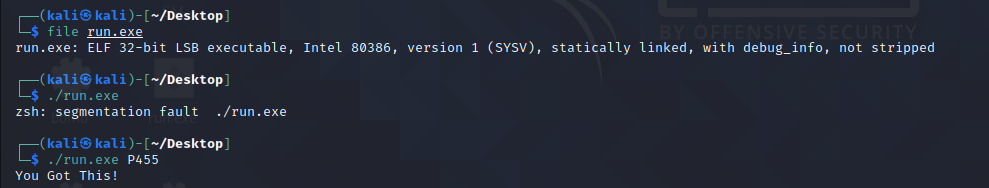 (kali㉿kali)-[~/Desktop]
$ file run.exe
BY OFFENSIVE SECURITY
run.exe: ELF 32-bit LSB executable, Intel 80386, version 1 (SYSV), statically linked, with debug_info, not stripped
(kali㉿kali)-[~/Desktop]
$ ./run.exe
zsh: segmentation fault  ./run.exe
(kali㉿kali)-[~/Desktop]
$ ./run.exe P455
You Got This!